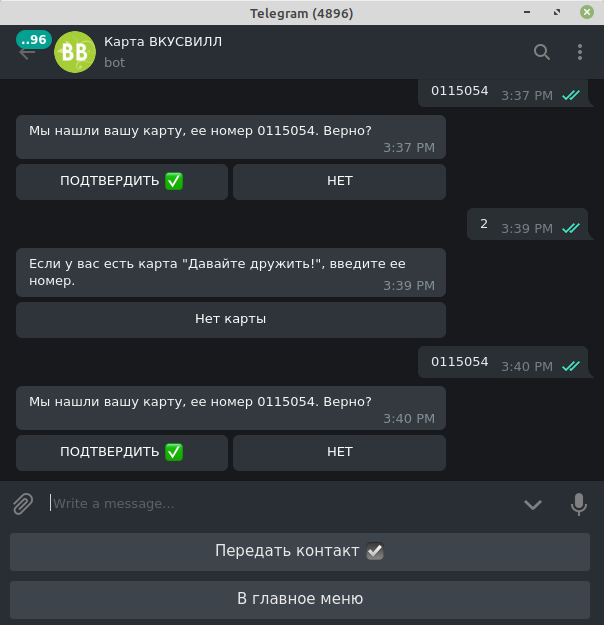 Telegram (4896)
..96
BB
Карта ВКУСВИЛЛ
bot
0115054 3:37 PM
Мы нашли вашу карту, ее номер 0115054. Верно?
3:37 PM
ПОДТВЕРДИТЬ ✅ НЕТ
2 3:39 PM
Если у вас есть карта "Давайте дружить!", введите ее
номер. 3:39 PM
Нет карты
0115054 3:40 PM
Мы нашли вашу карту, ее номер 0115054. Верно?
3:40 PM
ПОДТВЕРДИТЬ ✅ НЕТ
Write a message...
Передать контакт ☑
В главное меню